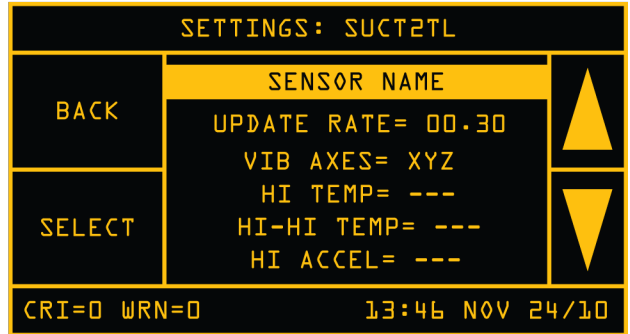 SETTINGS: SUCT2TL
BACK
SELECT
SENSOR NAME
UPDATE RATE= 00.30
VIB AXES= XYZ
HI TEMP= ---
HI-HI TEMP= ---
HI ACCEL= ---
CRI=0 WRN=0 13:46 NOV 24/10